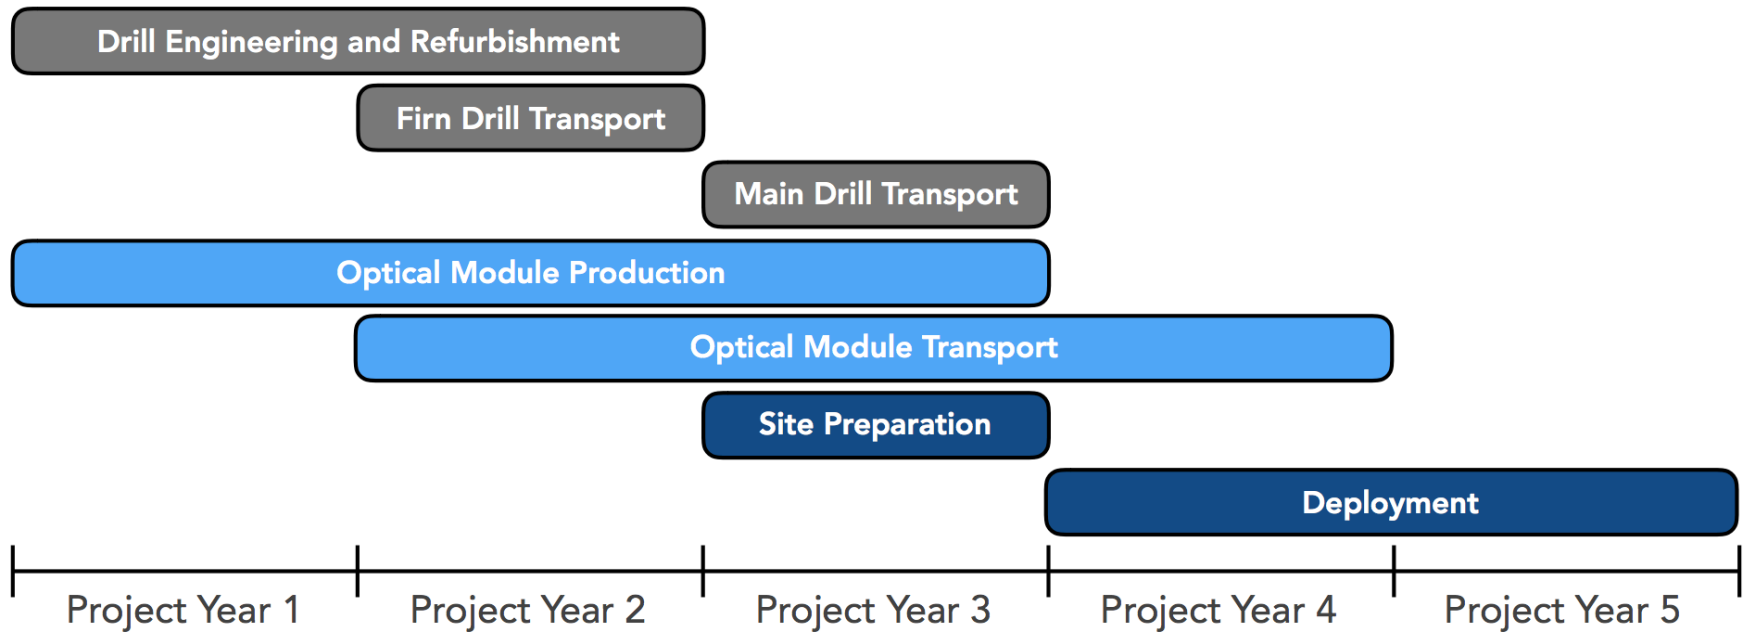 Drill Engineering and Refurbishment
Firn Drill Transport
Main Drill Transport
Optical Module Production
Optical Module Transport
Site Preparation
Deployment
Project Year 1
Project Year 2
Project Year 3
Project Year 4
Project Year 5